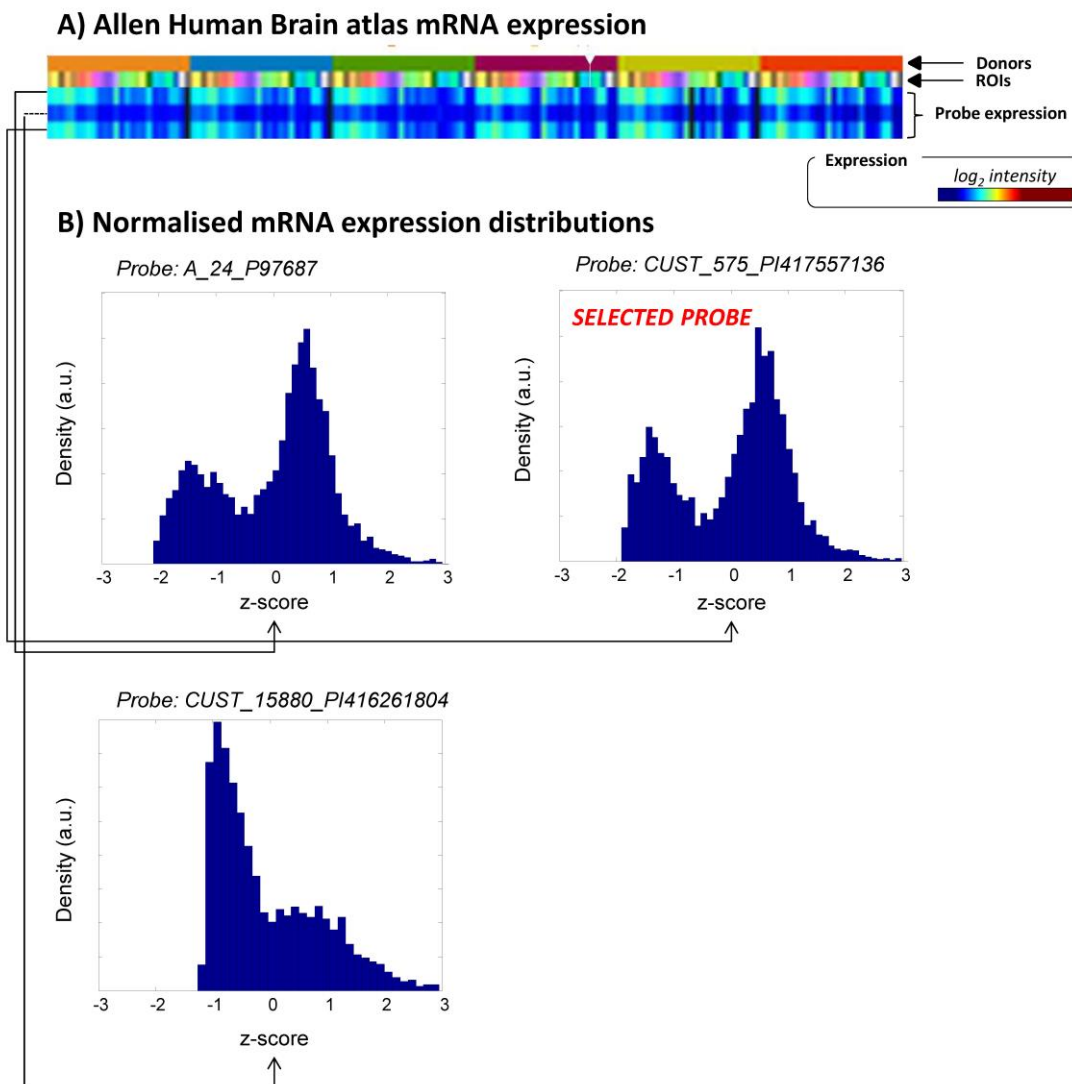 A) Allen Human Brain atlas mRNA expression
Donors
ROIs
Probe expression
Expression
log2 intensity
B) Normalised mRNA expression distributions
Probe: A_24_P97687
Probe: CUST_575_PI417557136
SELECTED PROBE
Density (a.u.)
Density (a.u.)
-3 -2 -1 0 1 2 3
-3 -2 -1 0 1 2 3
z-score
z-score
Probe: CUST_15880_PI416261804
Density (a.u.)
-3 -2 -1 0 1 2 3
z-score